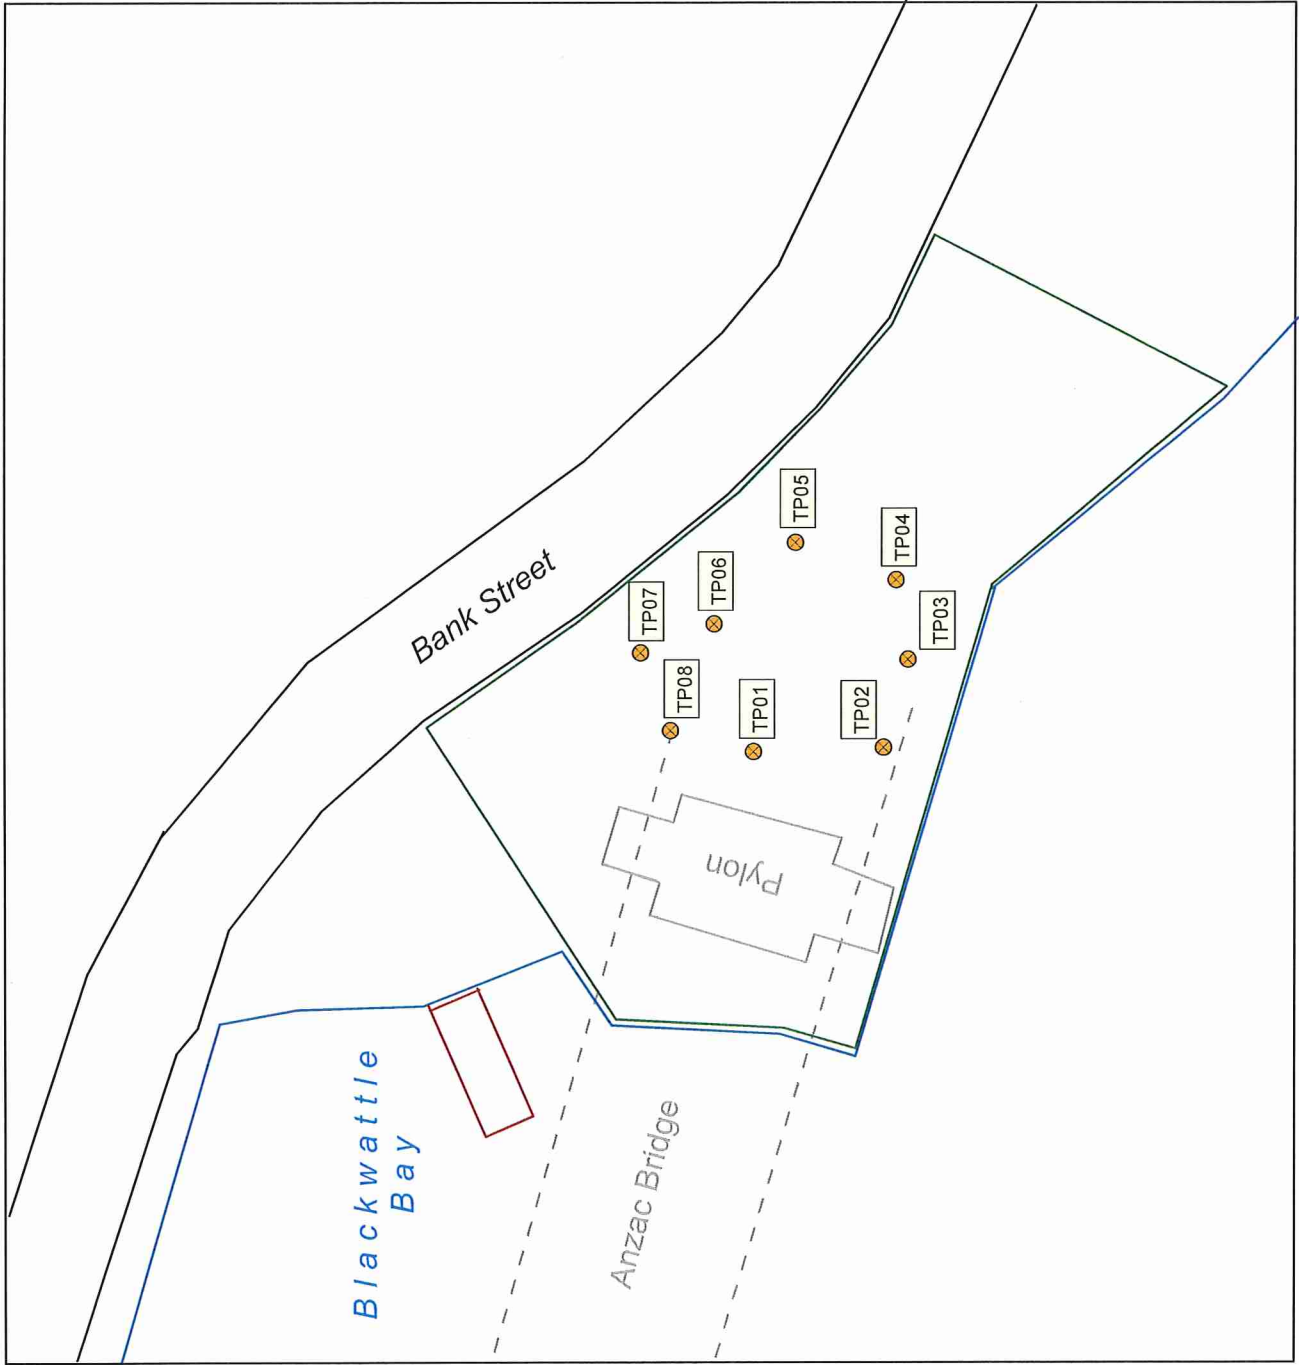 Bank Street
TP05
TP04
TP06
TP07
TP03
TP08
TP01
TP02
Pylon
Blackwattle
Bay
Anzac Bridge